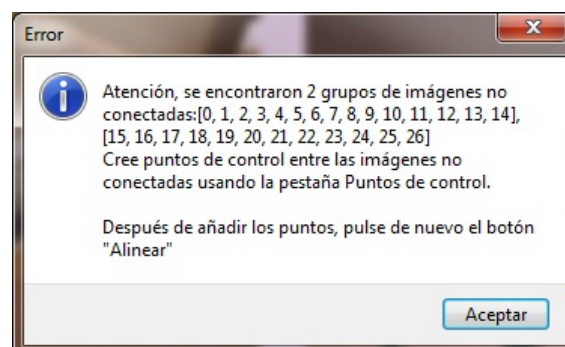 Error
Atención, se encontraron 2 grupos de imágenes no
conectadas:[0, 1, 2, 3, 4, 5, 6, 7, 8, 9, 10, 11, 12, 13, 14],
[15, 16, 17, 18, 19, 20, 21, 22, 23, 24, 25, 26]
Cree puntos de control entre las imágenes no
conectadas usando la pestaña Puntos de control.
Después de añadir los puntos, pulse de nuevo el botón
"Alinear"
Aceptar